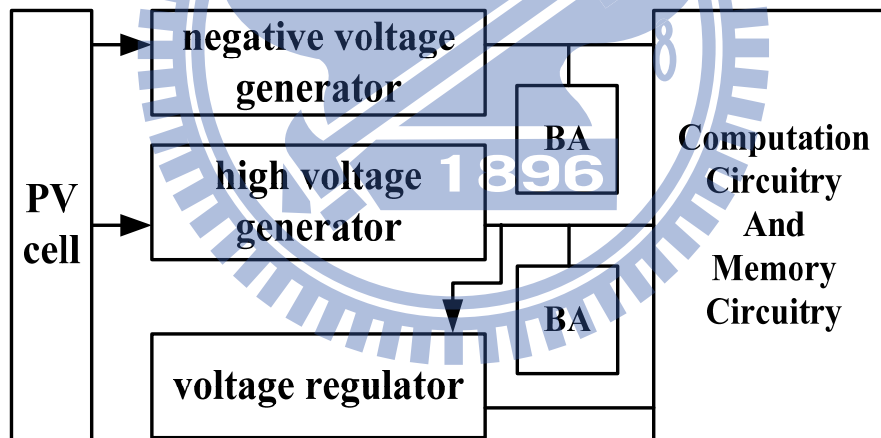 negative voltage
generator
BA
PV
cell
high voltage
generator
1896
BA
voltage regulator
Computation
Circuitry
And
Memory
Circuitry